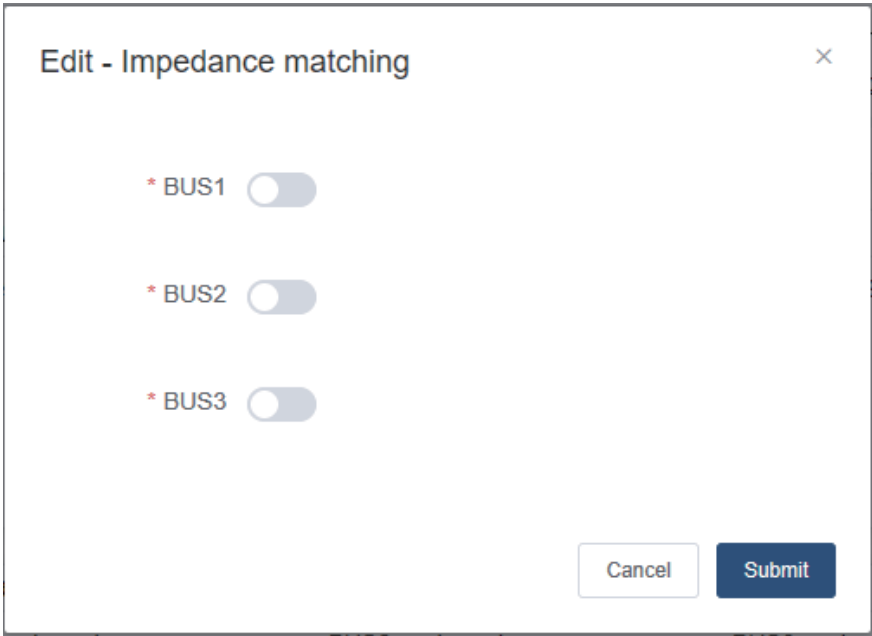 Edit - Impedance matching
* BUS1
* BUS2
* BUS3
Cancel Submit